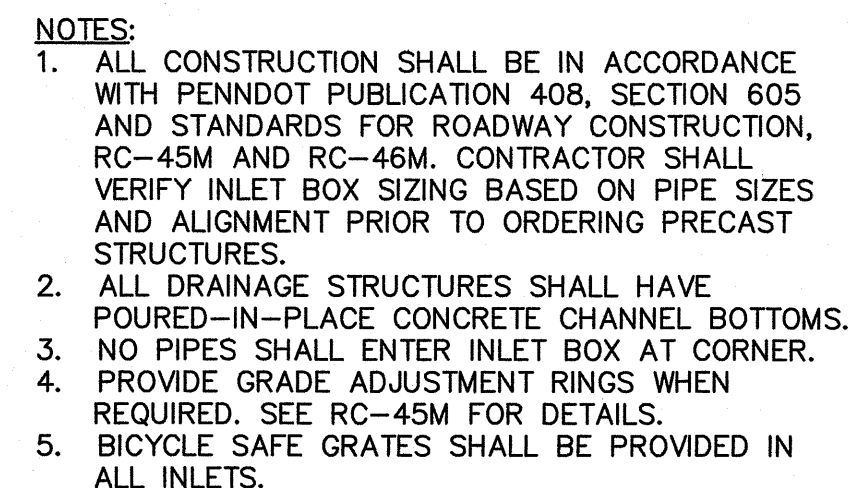 NOTES:
1. ALL CONSTRUCTION SHALL BE IN ACCORDANCE
WITH PENNDOT PUBLICATION 408, SECTION 605
AND STANDARDS FOR ROADWAY CONSTRUCTION,
RC-45M AND RC-46M. CONTRACTOR SHALL
VERIFY INLET BOX SIZING BASED ON PIPE SIZES
AND ALIGNMENT PRIOR TO ORDERING PRECAST
STRUCTURES.
2. ALL DRAINAGE STRUCTURES SHALL HAVE
POURED-IN-PLACE CONCRETE CHANNEL BOTTOMS.
3. NO PIPES SHALL ENTER INLET BOX AT CORNER.
4. PROVIDE GRADE ADJUSTMENT RINGS WHEN
REQUIRED. SEE RC-45M FOR DETAILS.
5. BICYCLE SAFE GRATES SHALL BE PROVIDED IN
ALL INLETS.